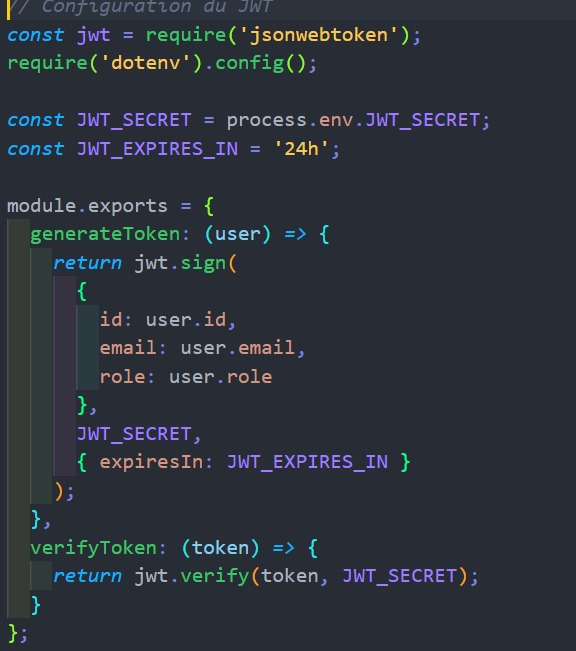 // Configuration du JWT
const jwt = require('jsonwebtoken');
require('dotenv').config();
const JWT_SECRET = process.env.JWT_SECRET;
const JWT_EXPIRES_IN = '24h';
module.exports = {
generateToken: (user) => {
return jwt.sign(
{
id: user.id,
email: user.email,
role: user.role
},
JWT_SECRET,
{ expiresIn: JWT_EXPIRES_IN }
);
},
verifyToken: (token) => {
return jwt.verify(token, JWT_SECRET);
}
};